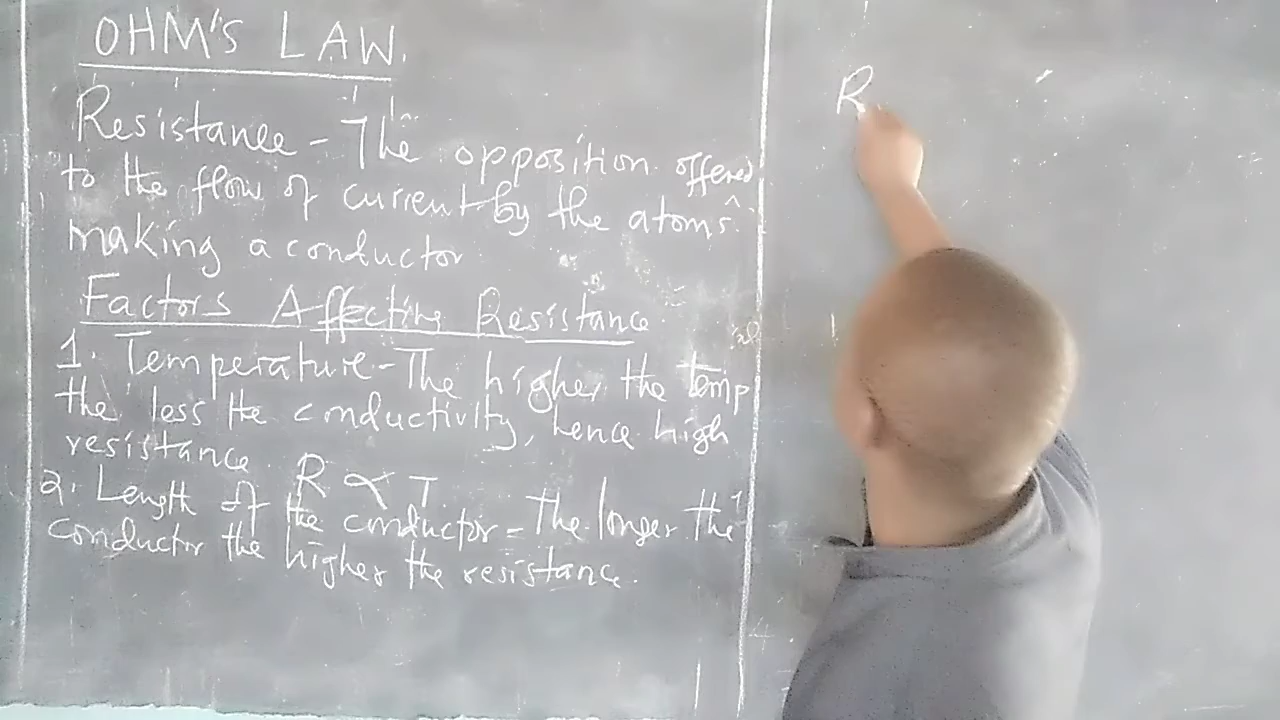 OHM'S LAW.
Resistance - The opposition offered
to the flow of current by the atoms
making a conductor
Factors Affecting Resistance.
1. Temperature - The higher the temp
the less the conductivity, hence high
resistance. R ∝ T
2. Length of the conductor = The longer the
conductor the higher the resistance.
R